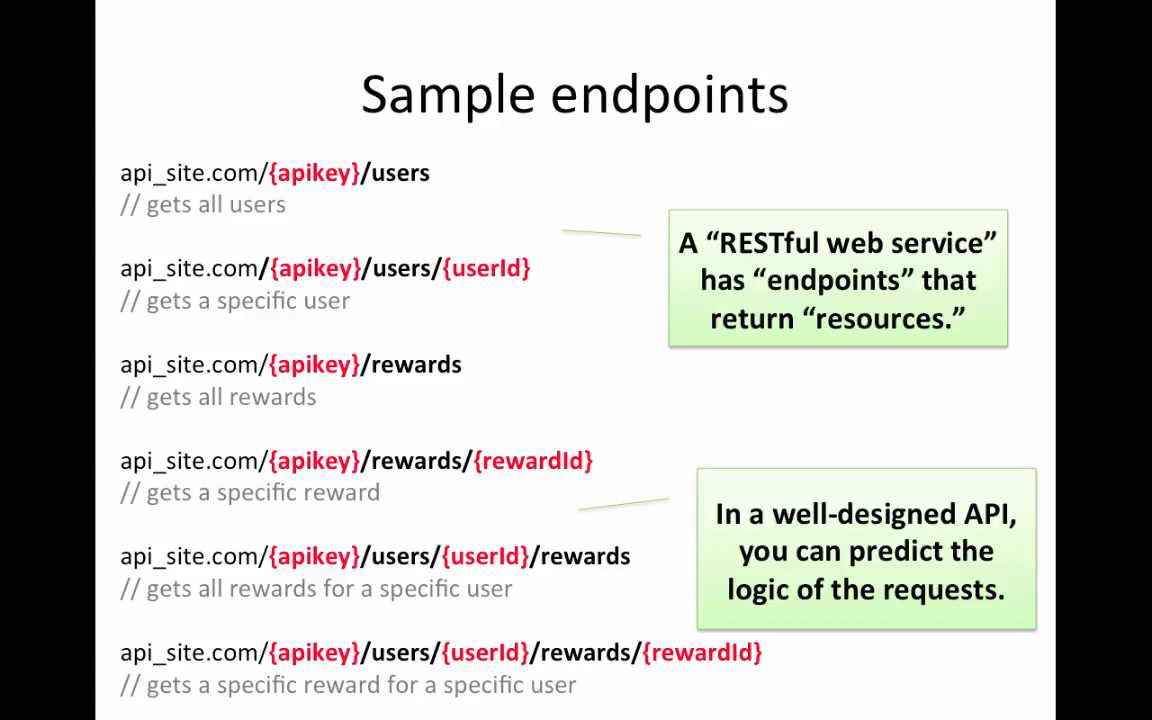 Sample endpoints
api_site.com/{apikey}/users
// gets all users
api_site.com/{apikey}/users/{userId}
// gets a specific user
api_site.com/{apikey}/rewards
// gets all rewards
api_site.com/{apikey}/rewards/{rewardId}
// gets a specific reward
api_site.com/{apikey}/users/{userId}/rewards
// gets all rewards for a specific user
api_site.com/{apikey}/users/{userId}/rewards/{rewardId}
// gets a specific reward for a specific user
A “RESTful web service”
has “endpoints” that
return “resources.”
In a well-designed API,
you can predict the
logic of the requests.